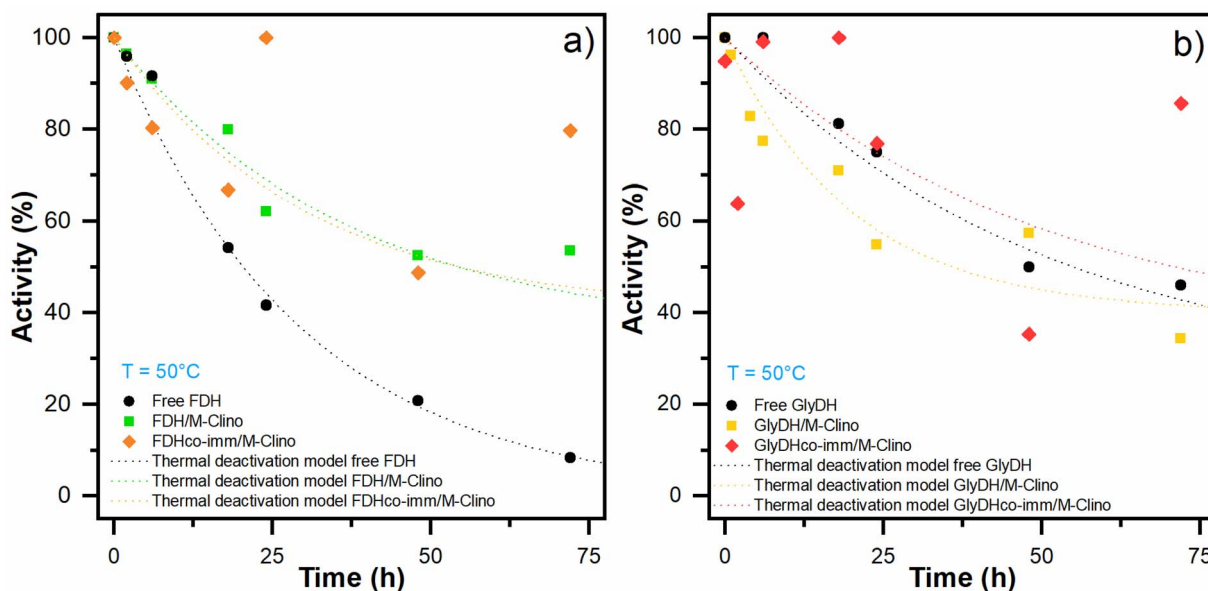 a)
100
80
60
40
20
0
Activity (%)
T = 50°C
Free FDH
FDH/M-Clino
FDHco-imm/M-Clino
Thermal deactivation model free FDH
Thermal deactivation model FDH/M-Clino
Thermal deactivation model FDHco-imm/M-Clino
0
25
50
75
Time (h)
b)
100
80
60
40
20
0
Activity (%)
T = 50°C
Free GlyDH
GlyDH/M-Clino
GlyDHco-imm/M-Clino
Thermal deactivation model free GlyDH
Thermal deactivation model GlyDH/M-Clino
Thermal deactivation model GlyDHco-imm/M-Clino
0
25
50
75
Time (h)